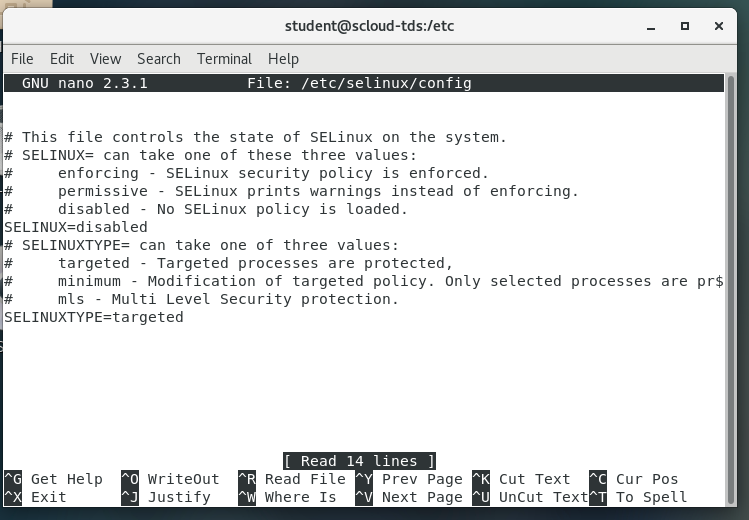 student@scloud-tds:/etc
File Edit View Search Terminal Help
GNU nano 2.3.1 File: /etc/selinux/config
# This file controls the state of SELinux on the system.
# SELINUX= can take one of these three values:
#     enforcing - SELinux security policy is enforced.
#     permissive - SELinux prints warnings instead of enforcing.
#     disabled - No SELinux policy is loaded.
SELINUX=disabled
# SELINUXTYPE= can take one of three values:
#     targeted - Targeted processes are protected,
#     minimum - Modification of targeted policy. Only selected processes are pr$
#     mls - Multi Level Security protection.
SELINUXTYPE=targeted
[ Read 14 lines ]
^G Get Help ^O WriteOut ^R Read File ^Y Prev Page ^K Cut Text ^C Cur Pos
^X Exit ^J Justify ^W Where Is ^V Next Page ^U UnCut Text ^T To Spell